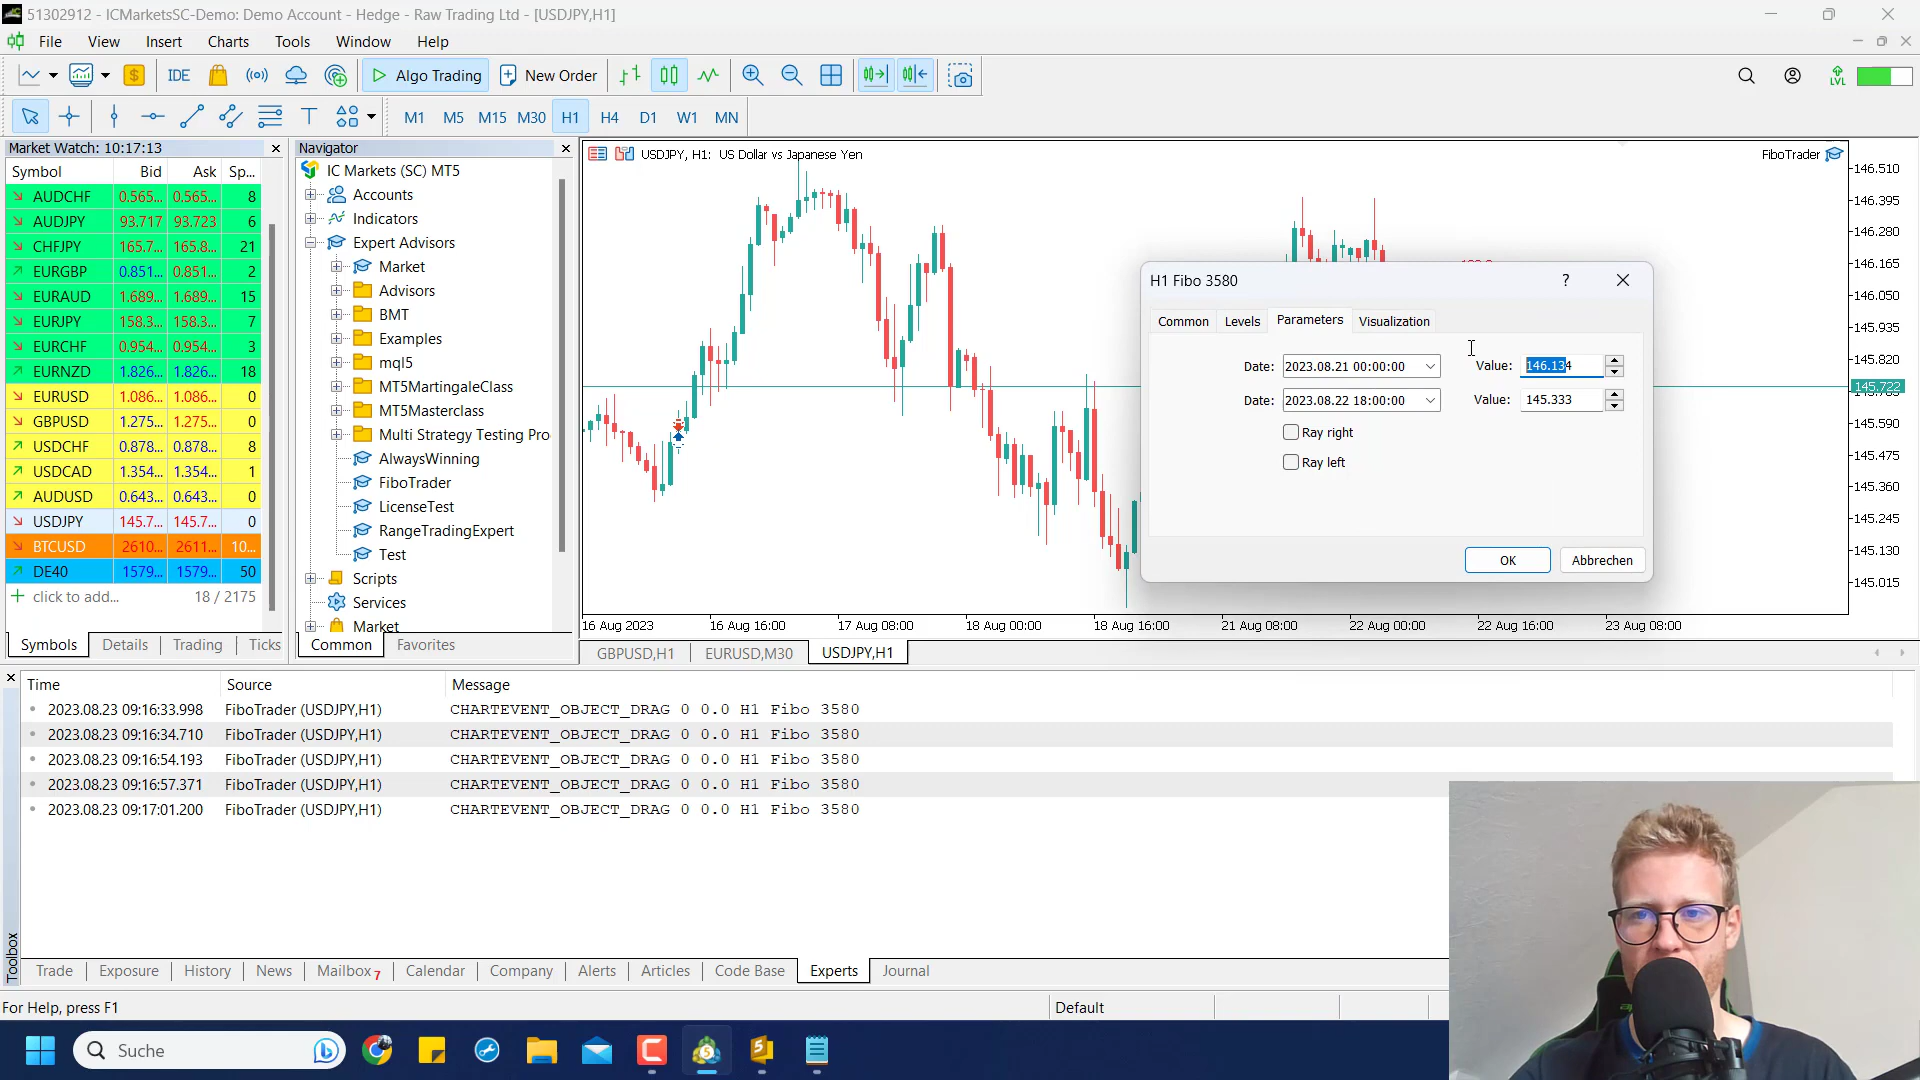 51302912 - ICMarketsSC-Demo: Demo Account - Hedge - Raw Trading Ltd - [USDJPY,H1]
File View Insert Charts Tools Window Help
IDE Algo Trading New Order LVL
M1 M5 M15 M30 H1 H4 D1 W1 MN
Market Watch: 10:17:13
Symbol Bid Ask Sp...
AUDCHF 0.565... 0.565... 8
AUDJPY 93.717 93.723 6
CHFJPY 165.7... 165.8... 21
EURGBP 0.851... 0.851... 2
EURAUD 1.689... 1.689... 15
EURJPY 158.3... 158.3... 7
EURCHF 0.954... 0.954... 3
EURNZD 1.826... 1.826... 18
EURUSD 1.086... 1.086... 0
GBPUSD 1.275... 1.275... 0
USDCHF 0.878... 0.878... 8
USDCAD 1.354... 1.354... 1
AUDUSD 0.643... 0.643... 0
USDJPY 145.7... 145.7... 0
BTCUSD 2610... 2611... 10...
DE40 1579... 1579... 50
click to add... 18 / 2175
Symbols Details Trading Ticks
Navigator
IC Markets (SC) MT5
Accounts
Indicators
Expert Advisors
Market
Advisors
BMT
Examples
mql5
MT5MartingaleClass
MT5Masterclass
Multi Strategy Testing Pro
AlwaysWinning
FiboTrader
LicenseTest
RangeTradingExpert
Test
Scripts
Services
Market
Common Favorites
USDJPY, H1: US Dollar vs Japanese Yen
FiboTrader
146.510
146.395
146.280
146.165
146.050
145.935
145.820
145.722
145.590
145.475
145.360
145.245
145.130
145.015
16 Aug 2023 16 Aug 16:00 17 Aug 08:00 18 Aug 00:00 18 Aug 16:00 21 Aug 08:00 22 Aug 00:00 22 Aug 16:00 23 Aug 08:00
GBPUSD,H1 EURUSD,M30 USDJPY,H1
H1 Fibo 3580 ?
Common Levels Parameters Visualization
Date: 2023.08.21 00:00:00 Value: 146.134
Date: 2023.08.22 18:00:00 Value: 145.333
Ray right
Ray left
OK Abbrechen
Time Source Message
2023.08.23 09:16:33.998 FiboTrader (USDJPY,H1) CHARTEVENT_OBJECT_DRAG 0 0.0 H1 Fibo 3580
2023.08.23 09:16:34.710 FiboTrader (USDJPY,H1) CHARTEVENT_OBJECT_DRAG 0 0.0 H1 Fibo 3580
2023.08.23 09:16:54.193 FiboTrader (USDJPY,H1) CHARTEVENT_OBJECT_DRAG 0 0.0 H1 Fibo 3580
2023.08.23 09:16:57.371 FiboTrader (USDJPY,H1) CHARTEVENT_OBJECT_DRAG 0 0.0 H1 Fibo 3580
2023.08.23 09:17:01.200 FiboTrader (USDJPY,H1) CHARTEVENT_OBJECT_DRAG 0 0.0 H1 Fibo 3580
Toolbox
Trade Exposure History News Mailbox 7 Calendar Company Alerts Articles Code Base Experts Journal
For Help, press F1 Default
Suche